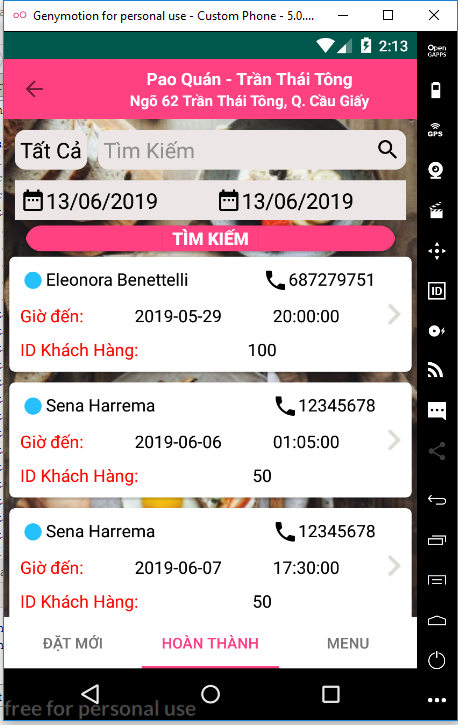 Genymotion for personal use - Custom Phone - 5.0....
2:13
Pao Quán - Trần Thái Tông
Ngõ 62 Trần Thái Tông, Q. Cầu Giấy
Tất Cả Tìm Kiếm
13/06/2019 13/06/2019
TÌM KIẾM
Eleonora Benettelli 687279751
Giờ đến: 2019-05-29 20:00:00
ID Khách Hàng: 100
Sena Harrema 12345678
Giờ đến: 2019-06-06 01:05:00
ID Khách Hàng: 50
Sena Harrema 12345678
Giờ đến: 2019-06-07 17:30:00
ID Khách Hàng: 50
ĐẶT MỚI HOÀN THÀNH MENU
free for personal use
Open
GAPPS
GPS
ID